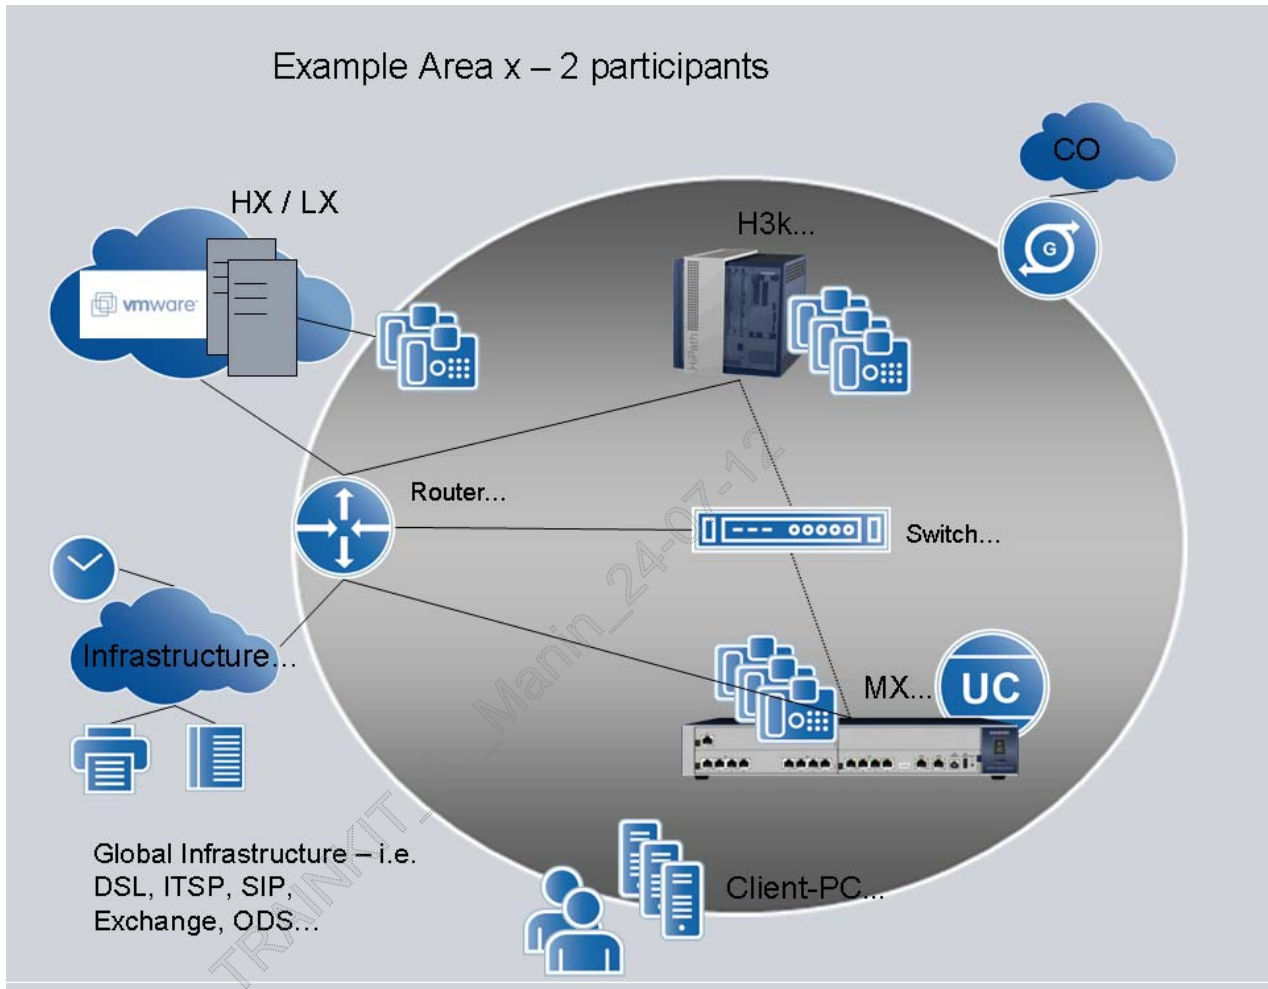 Example Area x – 2 participants
CO
HX / LX
H3k...
G
vmware
HiPath
Router...
Switch...
Infrastructure...
MX...
UC
Global Infrastructure – i.e.
DSL, ITSP, SIP,
Exchange, ODS...
Client-PC...